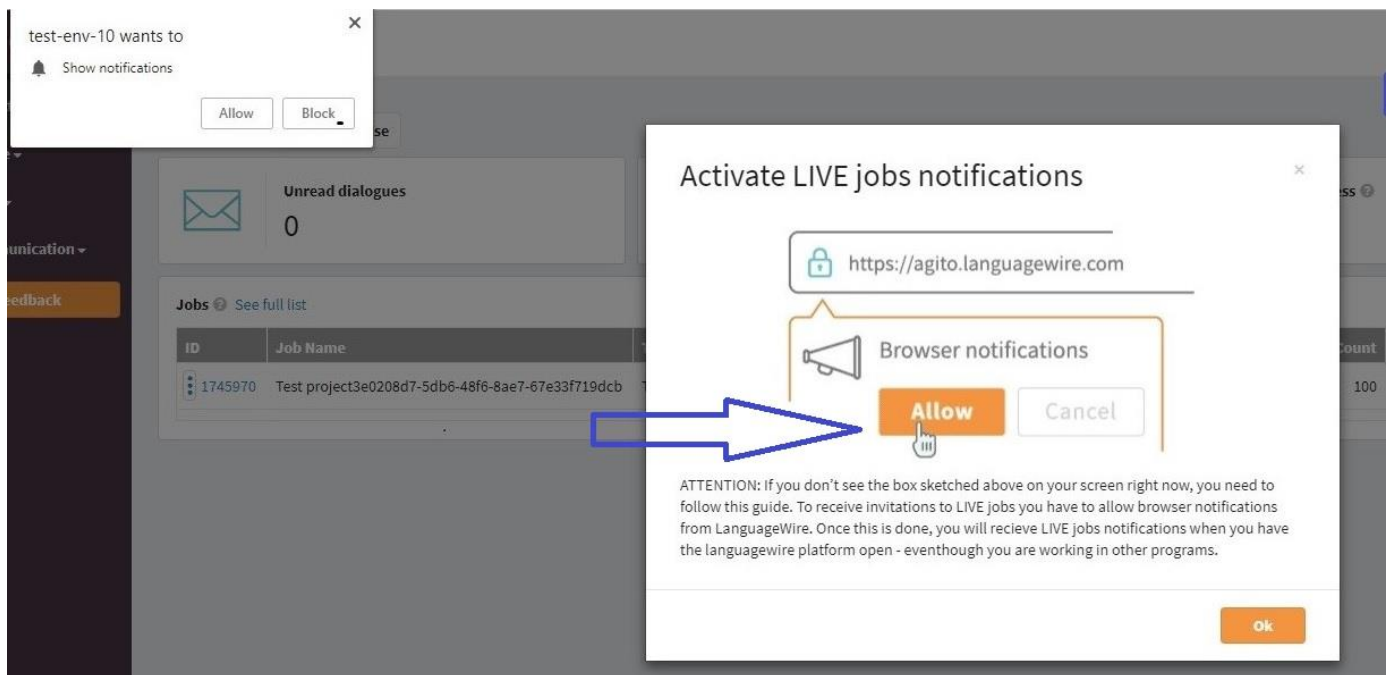 test-env-10 wants to
Show notifications
Allow
Block
se
Unread dialogues
0
unication
eedback
Jobs See full list
ID
Job Name
Count
1745970
Test project3e0208d7-5db6-48f6-8ae7-67e33f719dcb
100
ss
Activate LIVE jobs notifications
https://agito.languagewire.com
Browser notifications
Allow
Cancel
ATTENTION: If you don't see the box sketched above on your screen right now, you need to
follow this guide. To receive invitations to LIVE jobs you have to allow browser notifications
from LanguageWire. Once this is done, you will recieve LIVE jobs notifications when you have
the languagewire platform open - eventhough you are working in other programs.
Ok